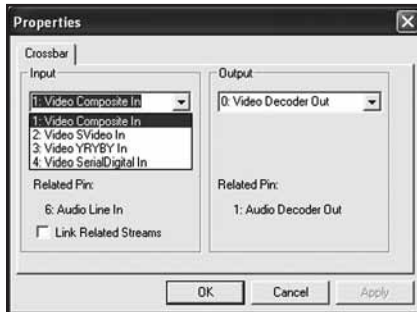 Properties
Crossbar
Input
1: Video Composite In
1: Video Composite In
2: Video SVideo In
3: Video YRYBY In
4: Video SerialDigital In
Related Pin:
6: Audio Line In
Link Related Streams
Output
0: Video Decoder Out
Related Pin:
1: Audio Decoder Out
OK Cancel Apply